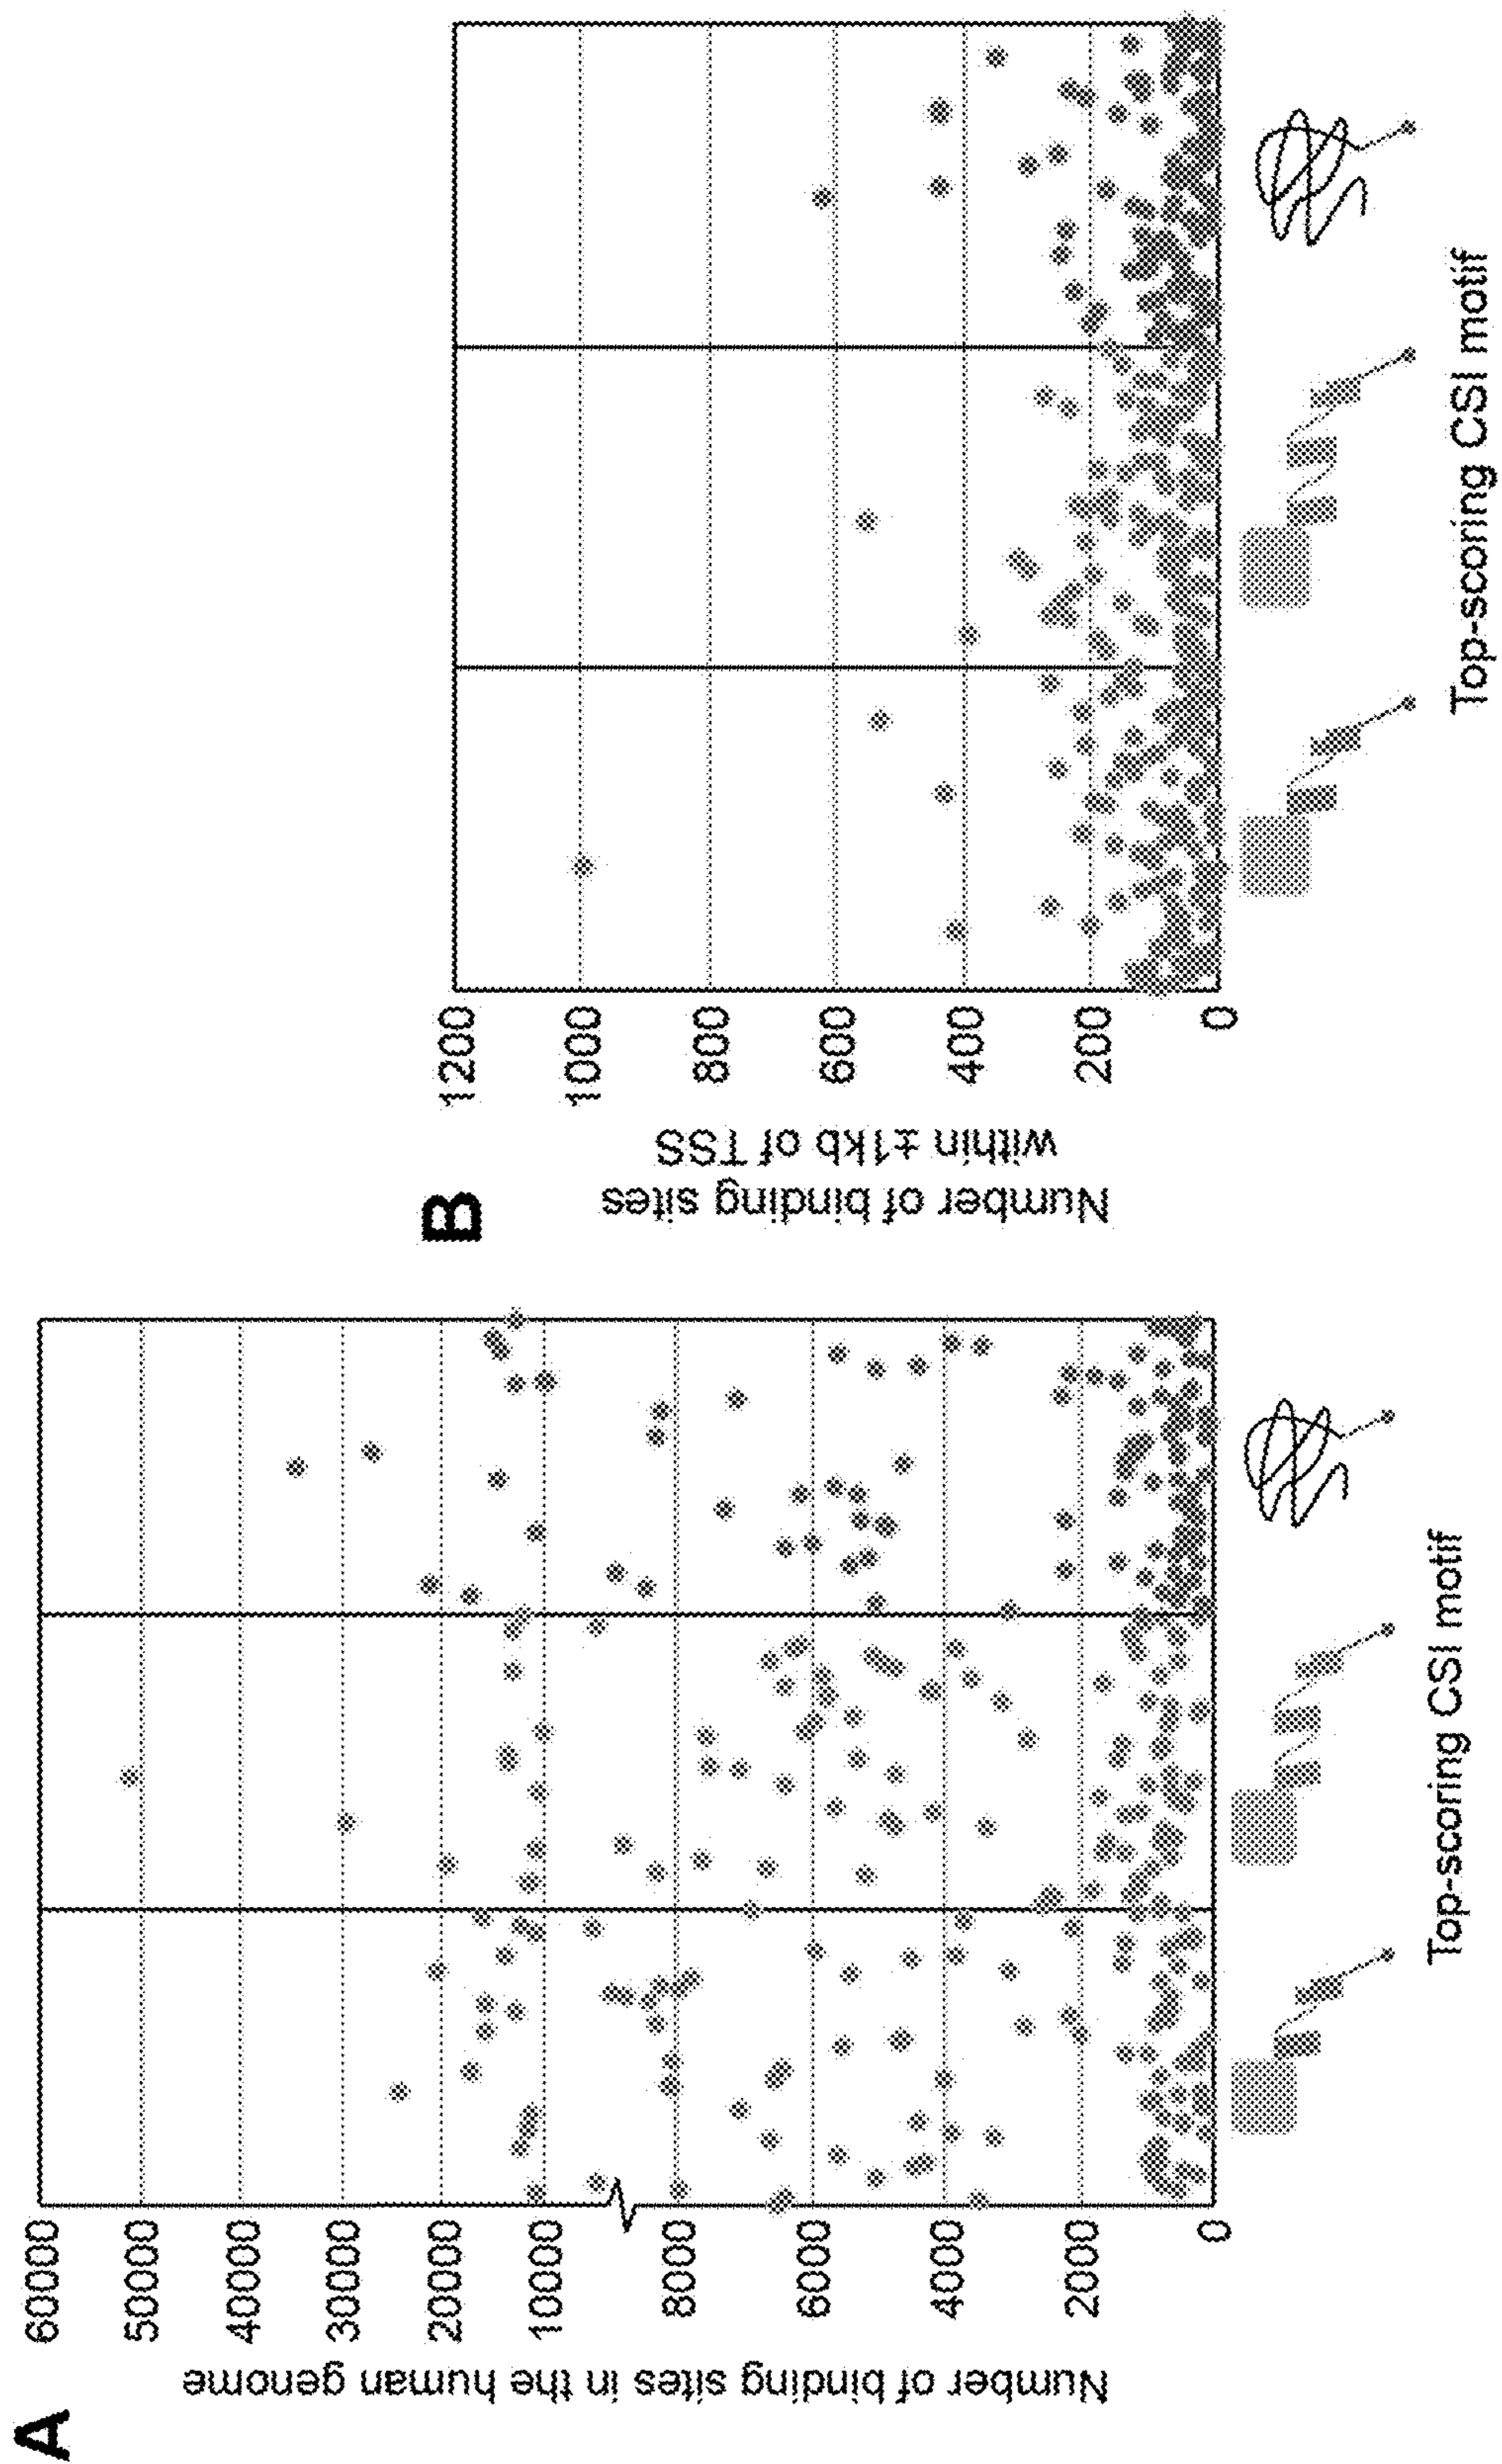 A
Number of binding sites in the human genome
60000
50000
40000
30000
20000
10000
8000
6000
4000
2000
0
Top-scoring CSI motif
B
Number of binding sites
within ±1kb of TSS
1200
1000
800
600
400
200
0
Top-scoring CSI motif